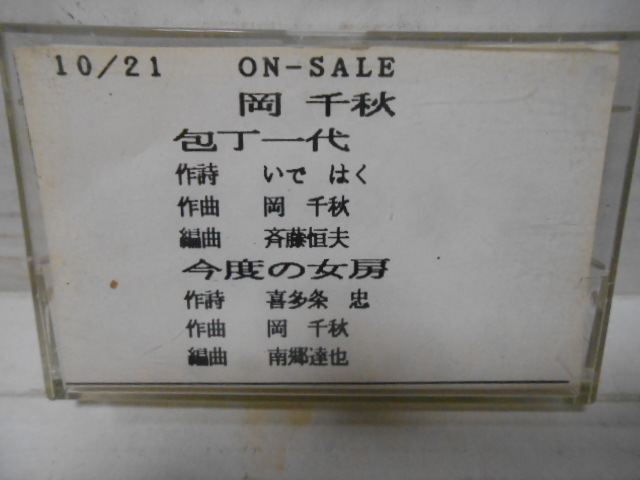 10/21 ON-SALE
岡 千秋
包丁一代
作詩 いで はく
作曲 岡 千秋
編曲 斉藤恒夫
今度の女房
作詩 喜多条 忠
作曲 岡 千秋
編曲 南郷達也